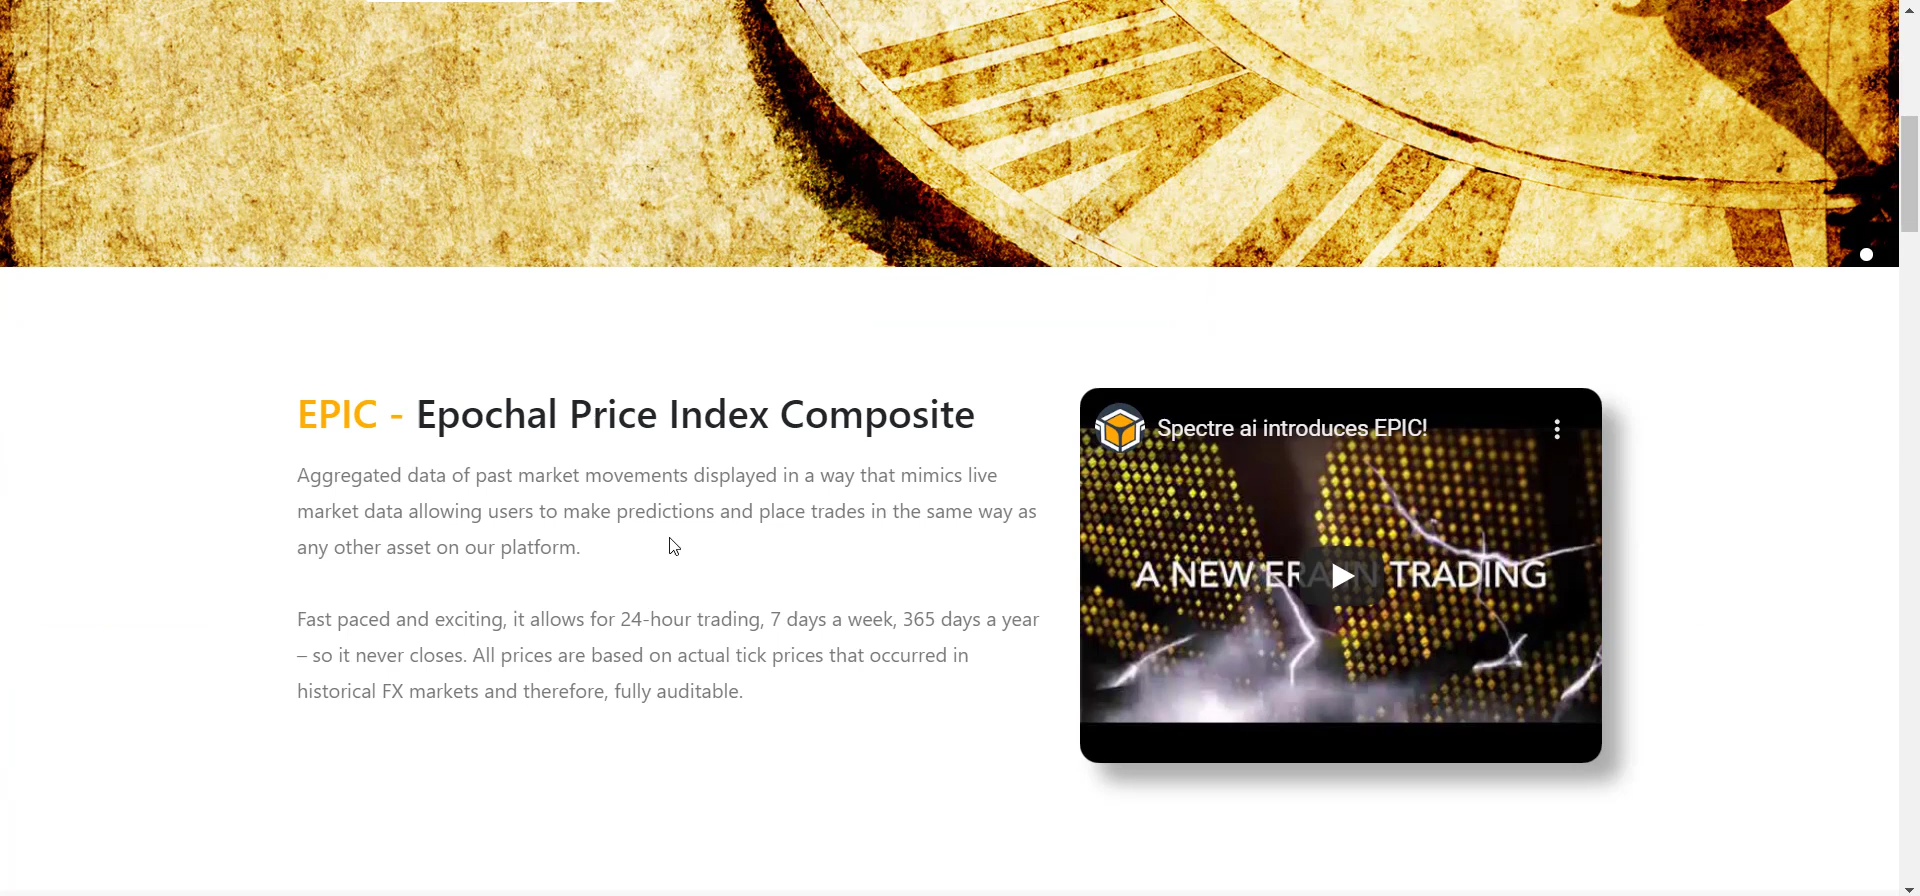 EPIC - Epochal Price Index Composite
Aggregated data of past market movements displayed in a way that mimics live
market data allowing users to make predictions and place trades in the same way as
any other asset on our platform.
Fast paced and exciting, it allows for 24-hour trading, 7 days a week, 365 days a year
– so it never closes. All prices are based on actual tick prices that occurred in
historical FX markets and therefore, fully auditable.
Spectre ai introduces EPIC!
A NEW ERA IN TRADING